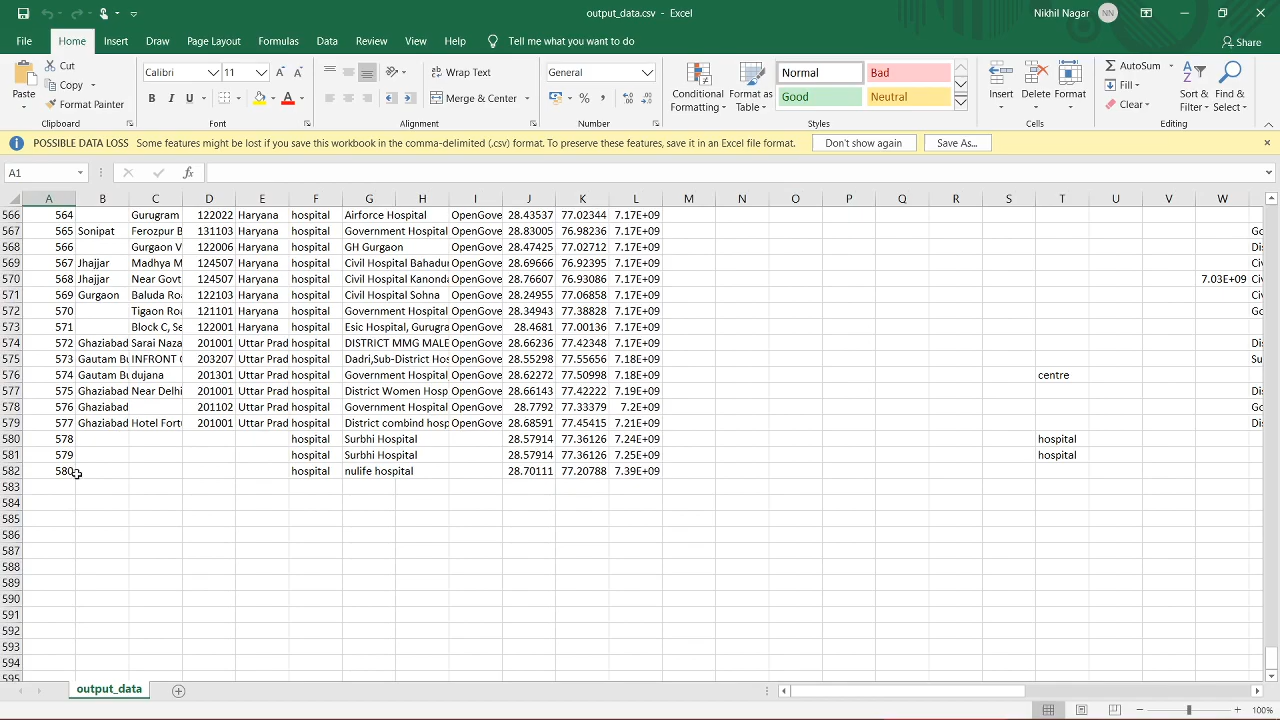 output_data.csv - Excel
Nikhil Nagar NN
File Home Insert Draw Page Layout Formulas Data Review View Help Tell me what you want to do Share
Paste Cut Copy Format Painter Clipboard
Calibri 11 B I U Font
Wrap Text Merge & Center Alignment
General Number
Conditional Formatting Format as Table Normal Bad Good Neutral Styles
Insert Delete Format Cells
AutoSum Fill Clear Sort & Filter Find & Select Editing
POSSIBLE DATA LOSS Some features might be lost if you save this workbook in the comma-delimited (.csv) format. To preserve these features, save it in an Excel file format. Don't show again Save As...
A1 fx
A B C D E F G H I J K L M N O P Q R S T U V W
566 564 Gurugram 122022 Haryana hospital Airforce Hospital OpenGove 28.43537 77.02344 7.17E+09
567 565 Sonipat Ferozpur B 131103 Haryana hospital Government Hospital OpenGove 28.83005 76.98236 7.17E+09 Go
568 566 Gurgaon V 122006 Haryana hospital GH Gurgaon OpenGove 28.47425 77.02712 7.17E+09 Dis
569 567 Jhajjar Madhya M 124507 Haryana hospital Civil Hospital Bahadu OpenGove 28.69666 76.92395 7.17E+09 Civ
570 568 Jhajjar Near Govt 124507 Haryana hospital Civil Hospital Kanonda OpenGove 28.76607 76.93086 7.17E+09 7.03E+09 Civ
571 569 Gurgaon Baluda Roa 122103 Haryana hospital Civil Hospital Sohna OpenGove 28.24955 77.06858 7.17E+09 Civ
572 570 Tigaon Roa 121101 Haryana hospital Government Hospital OpenGove 28.34943 77.38828 7.17E+09 Go
573 571 Block C, Se 122001 Haryana hospital Esic Hospital, Gurugra OpenGove 28.4681 77.00136 7.17E+09
574 572 Ghaziabad Sarai Naza 201001 Uttar Prad hospital DISTRICT MMG MALE OpenGove 28.66236 77.42348 7.17E+09 Dis
575 573 Gautam Bu INFRONT O 203207 Uttar Prad hospital Dadri,Sub-District Hos OpenGove 28.55298 77.55656 7.18E+09 Su
576 574 Gautam Bu dujana 201301 Uttar Prad hospital Government Hospital OpenGove 28.62272 77.50998 7.18E+09 centre
577 575 Ghaziabad Near Delhi 201001 Uttar Prad hospital District Women Hosp OpenGove 28.66143 77.42222 7.19E+09 Dis
578 576 Ghaziabad 201102 Uttar Prad hospital Government Hospital OpenGove 28.7792 77.33379 7.2E+09 Go
579 577 Ghaziabad Hotel Fort 201001 Uttar Prad hospital District combind hosp OpenGove 28.68591 77.45415 7.21E+09 Dis
580 578 hospital Surbhi Hospital 28.57914 77.36126 7.24E+09 hospital
581 579 hospital Surbhi Hospital 28.57914 77.36126 7.25E+09 hospital
582 580 hospital nulife hospital 28.70111 77.20788 7.39E+09
583
584
585
586
587
588
589
590
591
592
593
594
595
output_data
100%